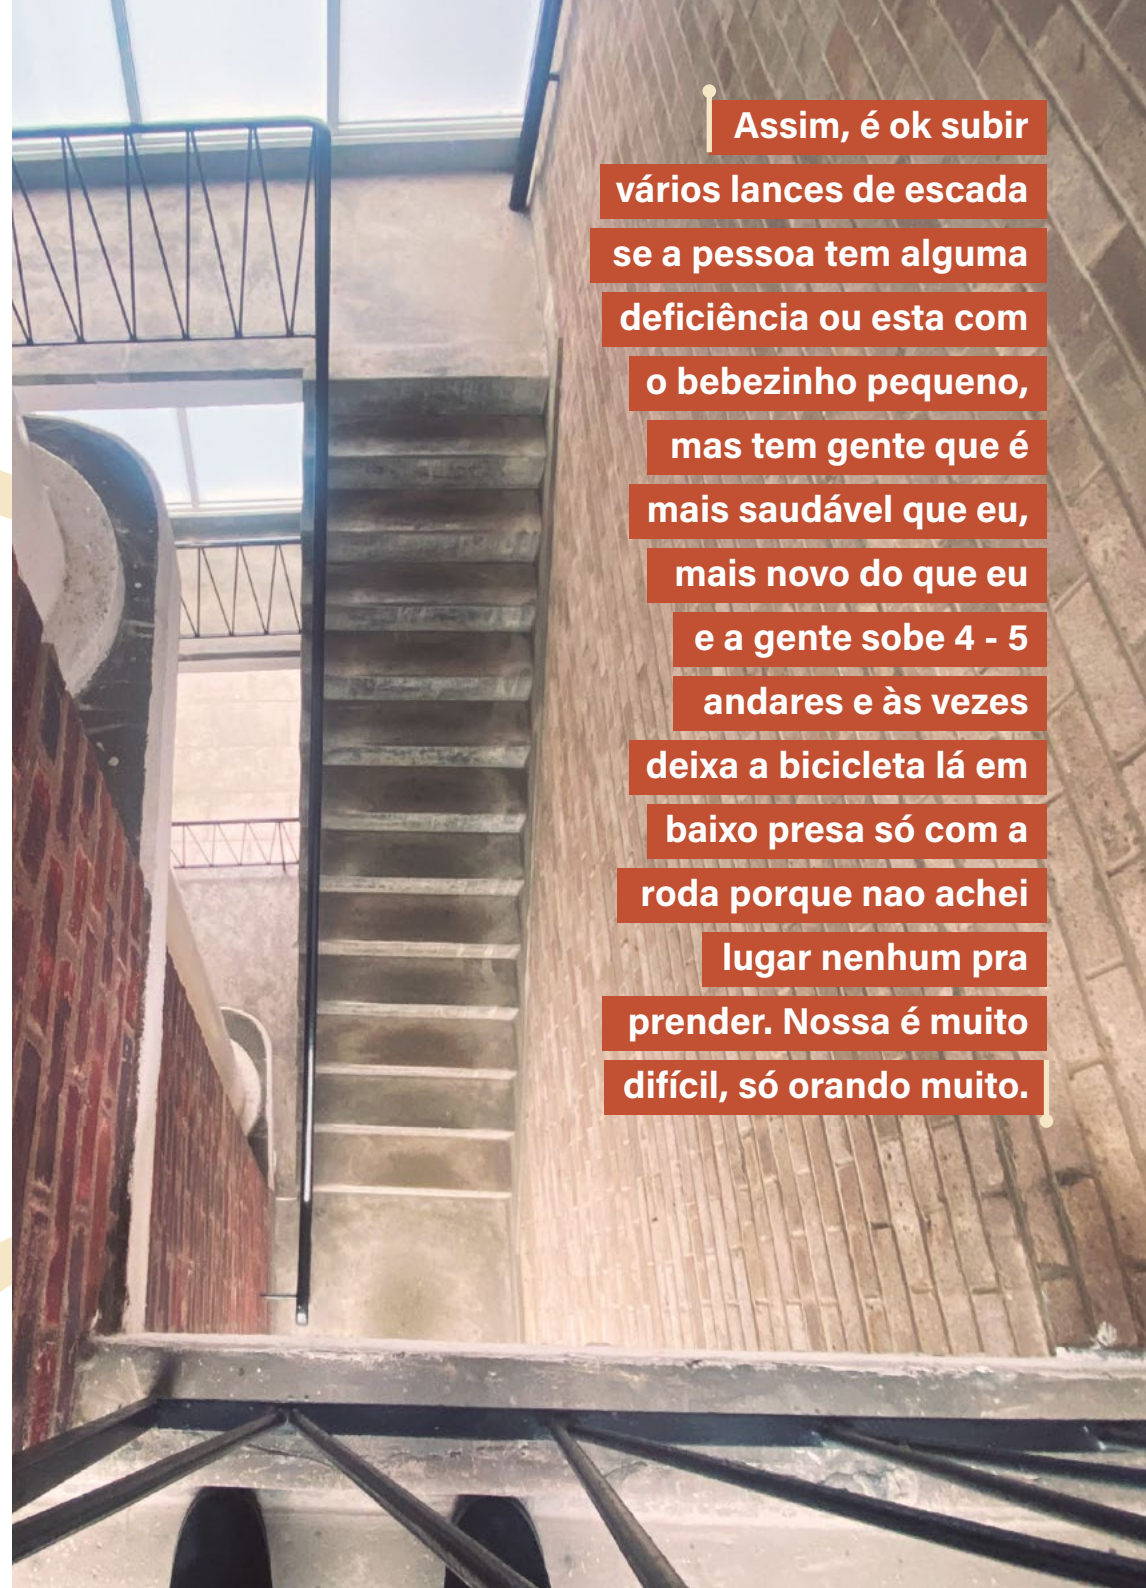 Assim, é ok subir
vários lances de escada
se a pessoa tem alguma
deficiência ou esta com
o bebezinho pequeno,
mas tem gente que é
mais saudável que eu,
mais novo do que eu
e a gente sobe 4 - 5
andares e às vezes
deixa a bicicleta lá em
baixo presa só com a
roda porque nao achei
lugar nenhum pra
prender. Nossa é muito
difícil, só orando muito.